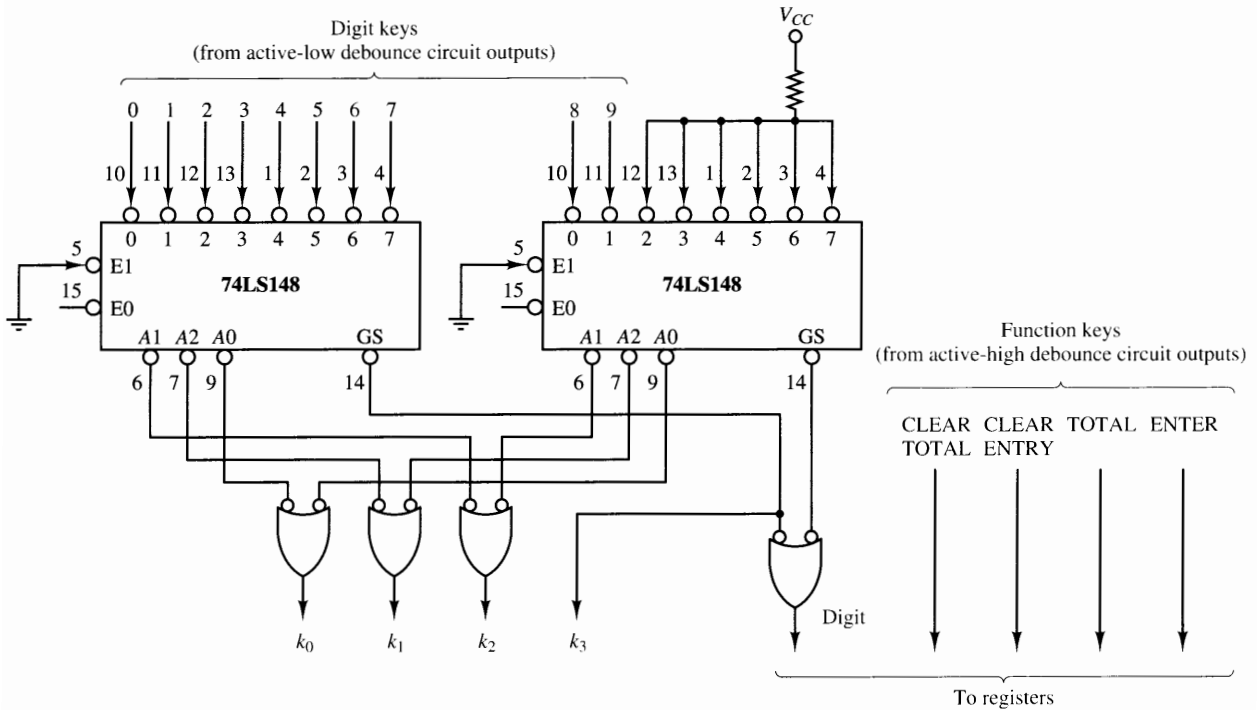 V_CC
Digit keys
(from active-low debounce circuit outputs)
0 1 2 3 4 5 6 7 8 9
10 11 12 13 1 2 3 4 10 11 12 13 1 2 3 4
0 1 2 3 4 5 6 7 0 1 2 3 4 5 6 7
5 E1 5 E1
74LS148 74LS148
15 E0 15 E0
A1 A2 A0 GS A1 A2 A0 GS
6 7 9 14 6 7 9 14
Function keys
(from active-high debounce circuit outputs)
CLEAR CLEAR TOTAL ENTER
TOTAL ENTRY
Digit
k0 k1 k2 k3
To registers